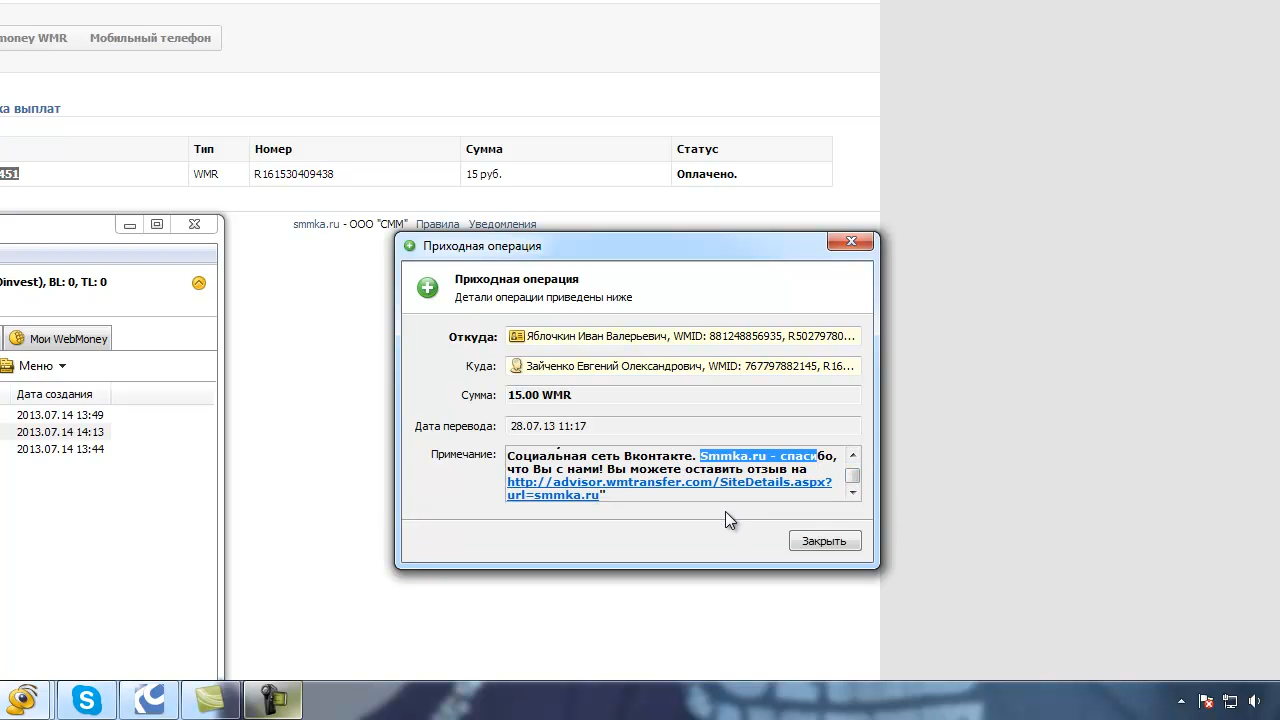 money WMR Мобильный телефон
ка выплат
Тип Номер Сумма Статус
451 WMR R161530409438 15 руб. Оплачено.
smmka.ru - ООО "СММ" Правила Уведомления
Приходная операция
Приходная операция
Детали операции приведены ниже
Откуда: Яблочкин Иван Валерьевич, WMID: 881248856935, R50279780...
Куда: Зайченко Евгений Олександрович, WMID: 767797882145, R16...
Сумма: 15.00 WMR
Дата перевода: 28.07.13 11:17
Примечание: Социальная сеть Вконтакте. Smmka.ru - спасибо,
что Вы с нами! Вы можете оставить отзыв на
http://advisor.wmtransfer.com/SiteDetails.aspx?
url=smmka.ru"
Закрыть
Dinvest), BL: 0, TL: 0
Мои WebMoney
Меню
Дата создания
2013.07.14 13:49
2013.07.14 14:13
2013.07.14 13:44